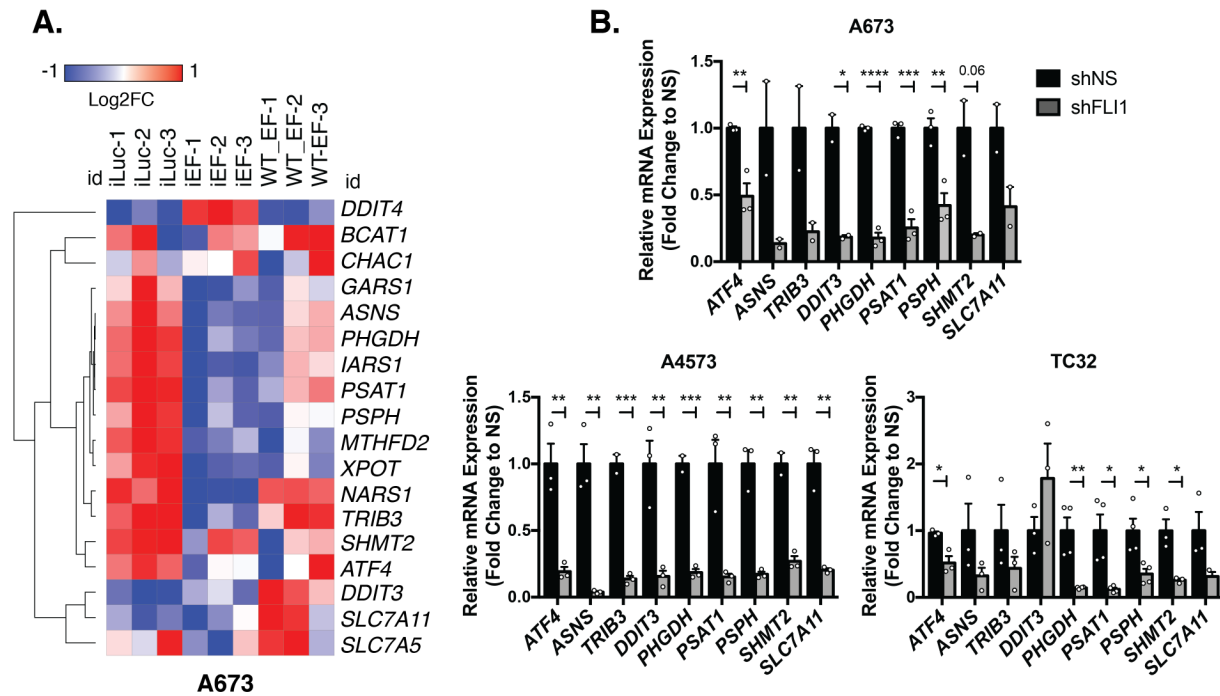 A.
-1
1
Log2FC
id
iLuc-1
iLuc-2
iLuc-3
iEF-1
iEF-2
iEF-3
WT_EF-1
WT_EF-2
WT-EF-3
id
DDIT4
BCAT1
CHAC1
GARS1
ASNS
PHGDH
IARS1
PSAT1
PSPH
MTHFD2
XPOT
NARS1
TRIB3
SHMT2
ATF4
DDIT3
SLC7A11
SLC7A5
A673
B.
A673
Relative mRNA Expression
(Fold Change to NS)
1.5
1.0
0.5
0.0
**
*
****
***
**
0.06
ATF4
ASNS
TRIB3
DDIT3
PHGDH
PSAT1
PSPH
SHMT2
SLC7A11
shNS
shFLI1
A4573
Relative mRNA Expression
(Fold Change to NS)
1.5
1.0
0.5
0.0
**
**
***
**
***
**
**
**
**
ATF4
ASNS
TRIB3
DDIT3
PHGDH
PSAT1
PSPH
SHMT2
SLC7A11
TC32
Relative mRNA Expression
(Fold Change to NS)
3
2
1
0
*
**
*
*
*
ATF4
ASNS
TRIB3
DDIT3
PHGDH
PSAT1
PSPH
SHMT2
SLC7A11